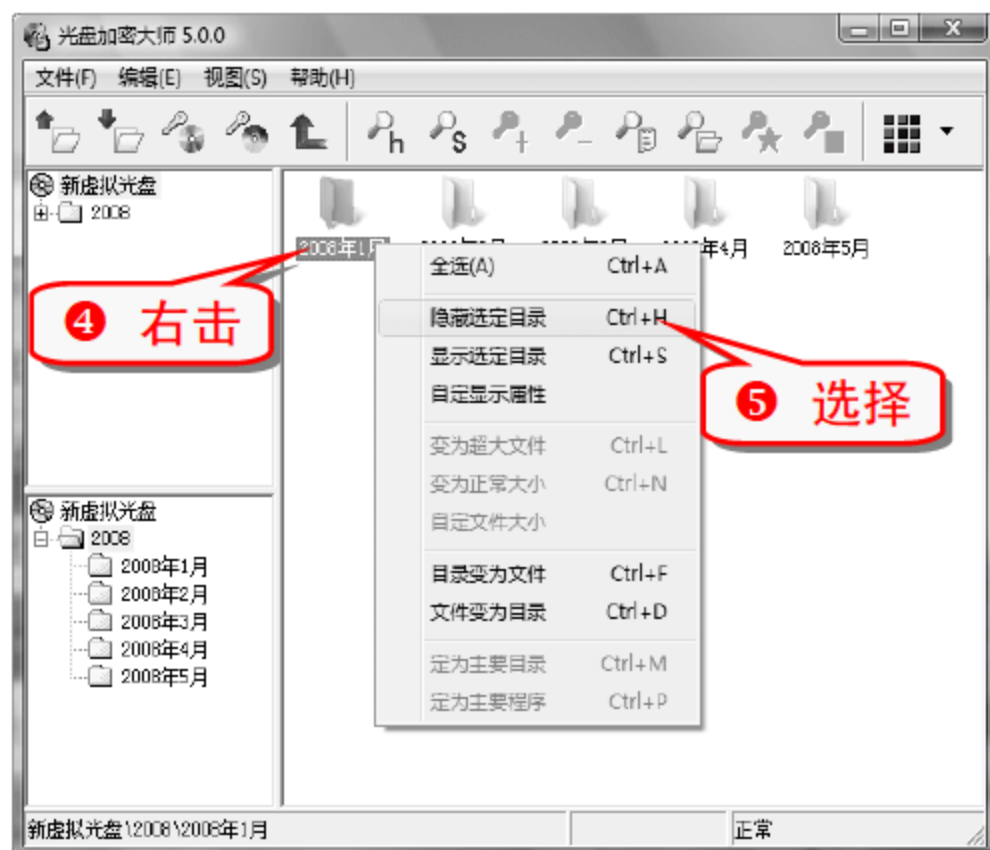 光盘加密大师 5.0.0
文件(F) 编辑(E) 视图(S) 帮助(H)
新虚拟光盘
2008
2008年1月
年4月
2008年5月
❹ 右击
全选(A) Ctrl+A
隐藏选定目录 Ctrl+H
显示选定目录 Ctrl+S
自定显示属性
❺ 选择
变为超大文件 Ctrl+L
变为正常大小 Ctrl+N
自定文件大小
目录变为文件 Ctrl+F
文件变为目录 Ctrl+D
定为主要目录 Ctrl+M
定为主要程序 Ctrl+P
新虚拟光盘
2008
2008年1月
2008年2月
2008年3月
2008年4月
2008年5月
新虚拟光盘\2008\2008年1月 正常